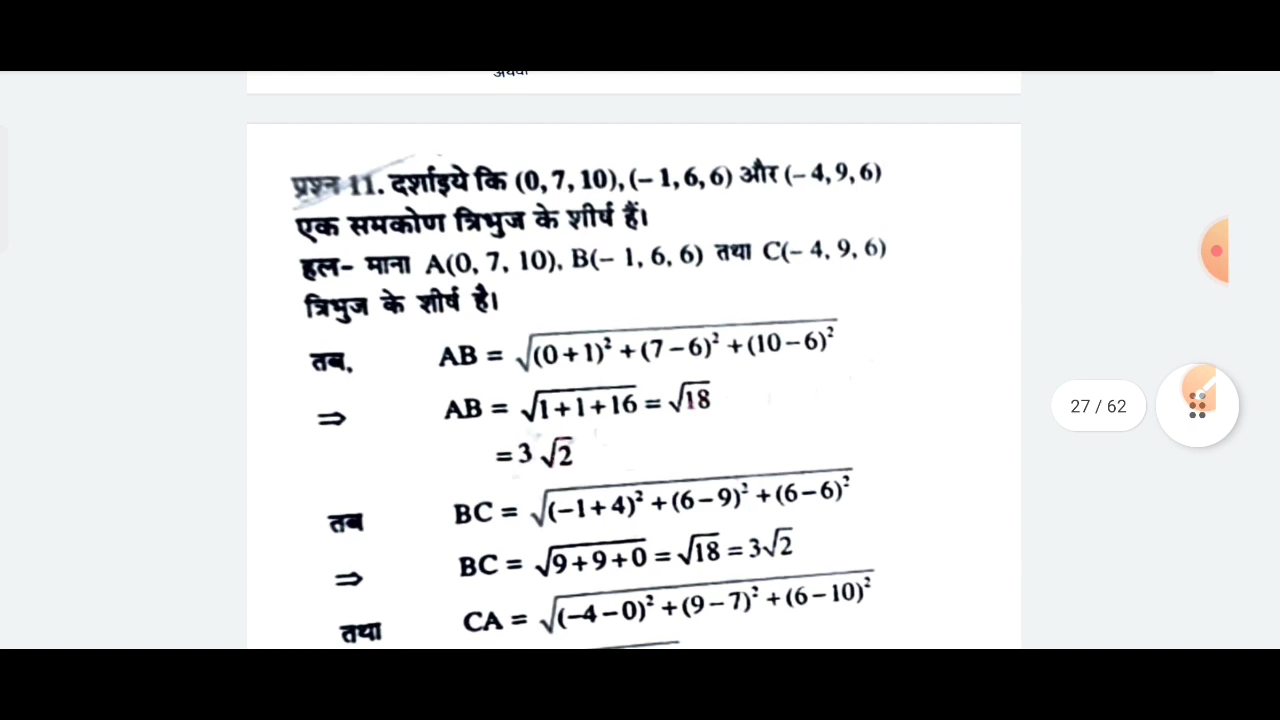 अथवा
प्रश्न 11. दर्शाइये कि (0, 7, 10), (– 1, 6, 6) और (– 4, 9, 6)
एक समकोण त्रिभुज के शीर्ष हैं।
हल– माना A(0, 7, 10), B(– 1, 6, 6) तथा C(– 4, 9, 6)
त्रिभुज के शीर्ष है।
तब, AB = √(0+1)² + (7–6)² + (10–6)²
⇒ AB = √1+1+16 = √18
= 3 √2
तब BC = √(–1+4)² + (6–9)² + (6–6)²
⇒ BC = √9+9+0 = √18 = 3√2
तथा CA = √(–4–0)² + (9–7)² + (6–10)²
27 / 62